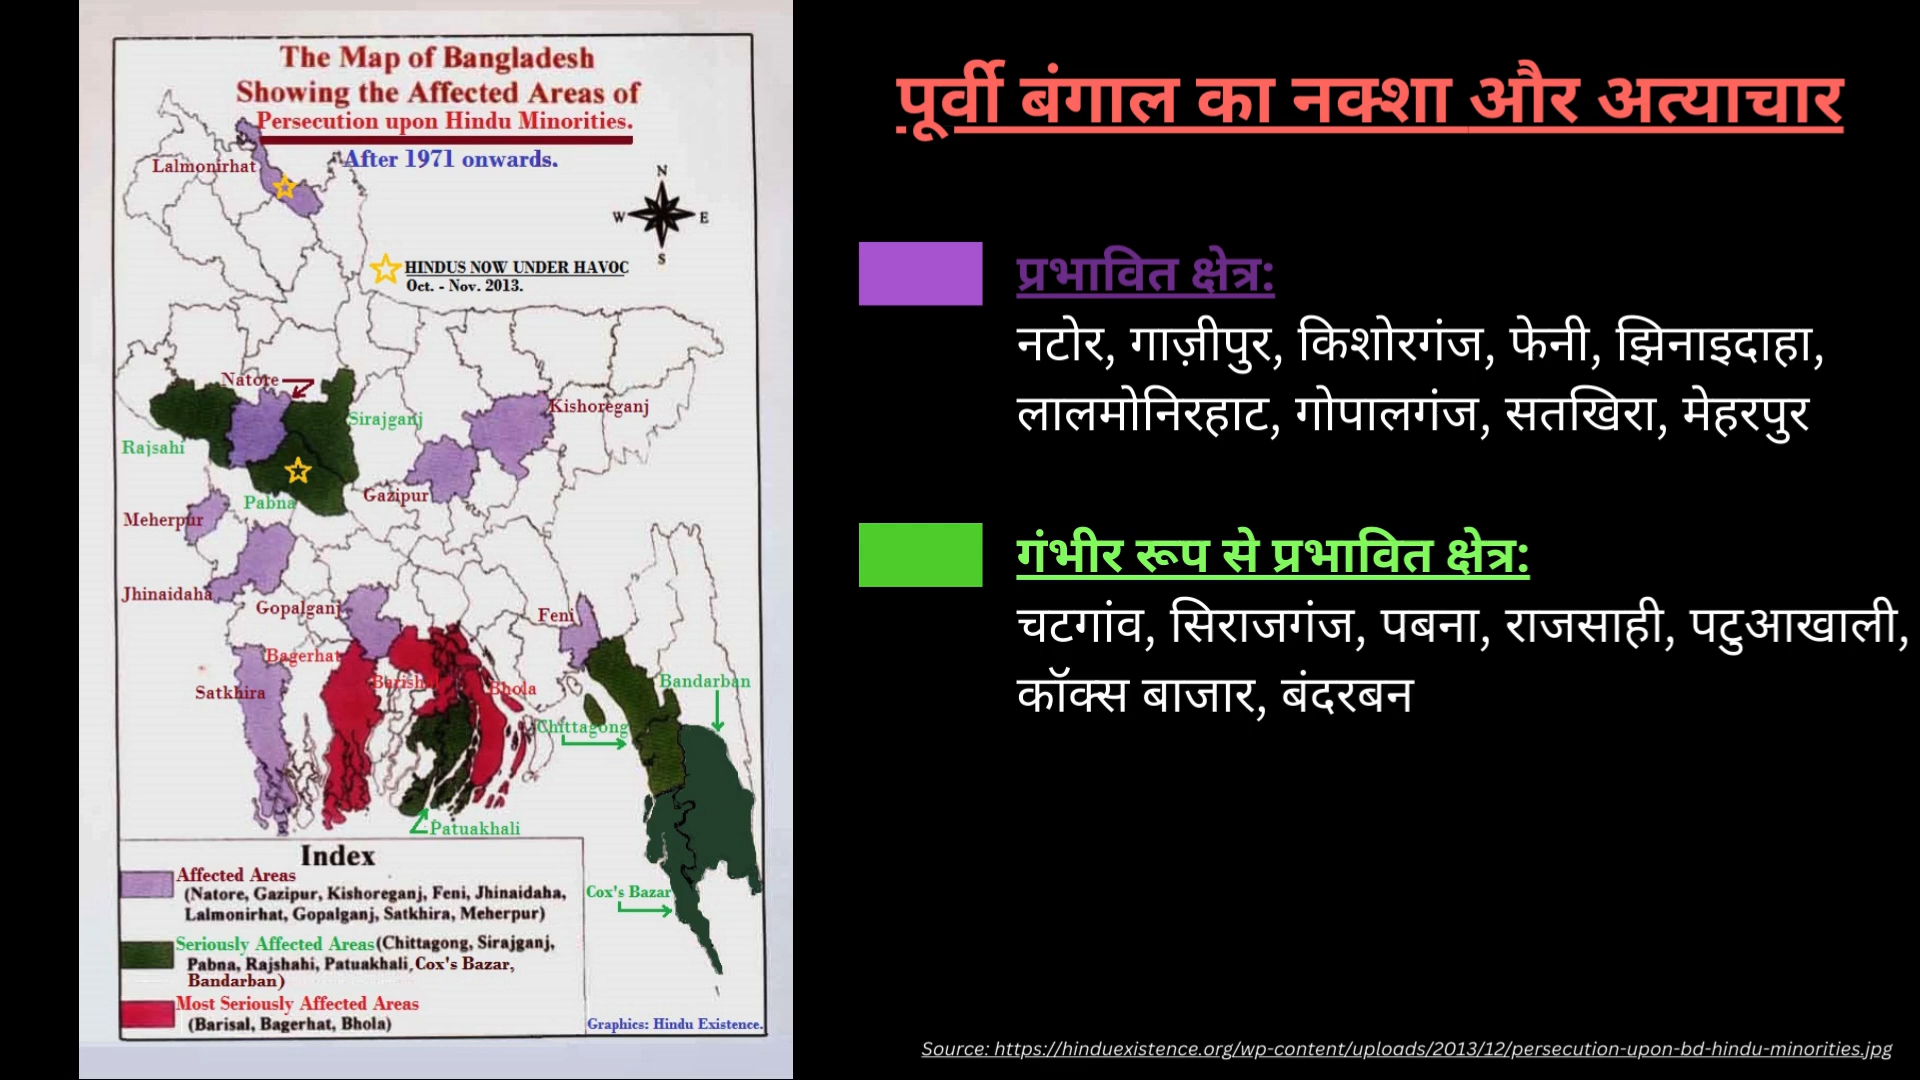 The Map of Bangladesh
Showing the Affected Areas of
Persecution upon Hindu Minorities.
After 1971 onwards.
Lalmonirhat
N
W
E
S
HINDUS NOW UNDER HAVOC
Oct. - Nov. 2013.
Natore
Kishoreganj
Sirajganj
Rajsahi
Gazipur
Pabna
Meherpur
Jhinaidaha
Gopalganj
Feni
Bagerhat
Barishal
Bhola
Bandarban
Satkhira
Chittagong
Patuakhali
Cox's Bazar
Index
Affected Areas
(Natore, Gazipur, Kishoreganj, Feni, Jhinaidaha,
Lalmonirhat, Gopalganj, Satkhira, Meherpur)
Seriously Affected Areas(Chittagong, Sirajganj,
Pabna, Rajshahi, Patuakhali, Cox's Bazar,
Bandarban)
Most Seriously Affected Areas
(Barisal, Bagerhat, Bhola)
Graphics: Hindu Existence.
पूर्वी बंगाल का नक्शा और अत्याचार
प्रभावित क्षेत्र:
नटोर, गाज़ीपुर, किशोरगंज, फेनी, झिनाइदाहा,
लालमोनिरहाट, गोपालगंज, सतखिरा, मेहरपुर
गंभीर रूप से प्रभावित क्षेत्र:
चटगांव, सिराजगंज, पबना, राजसाही, पटुआखाली,
कॉक्स बाजार, बंदरबन
Source: https://hinduexistence.org/wp-content/uploads/2013/12/persecution-upon-bd-hindu-minorities.jpg